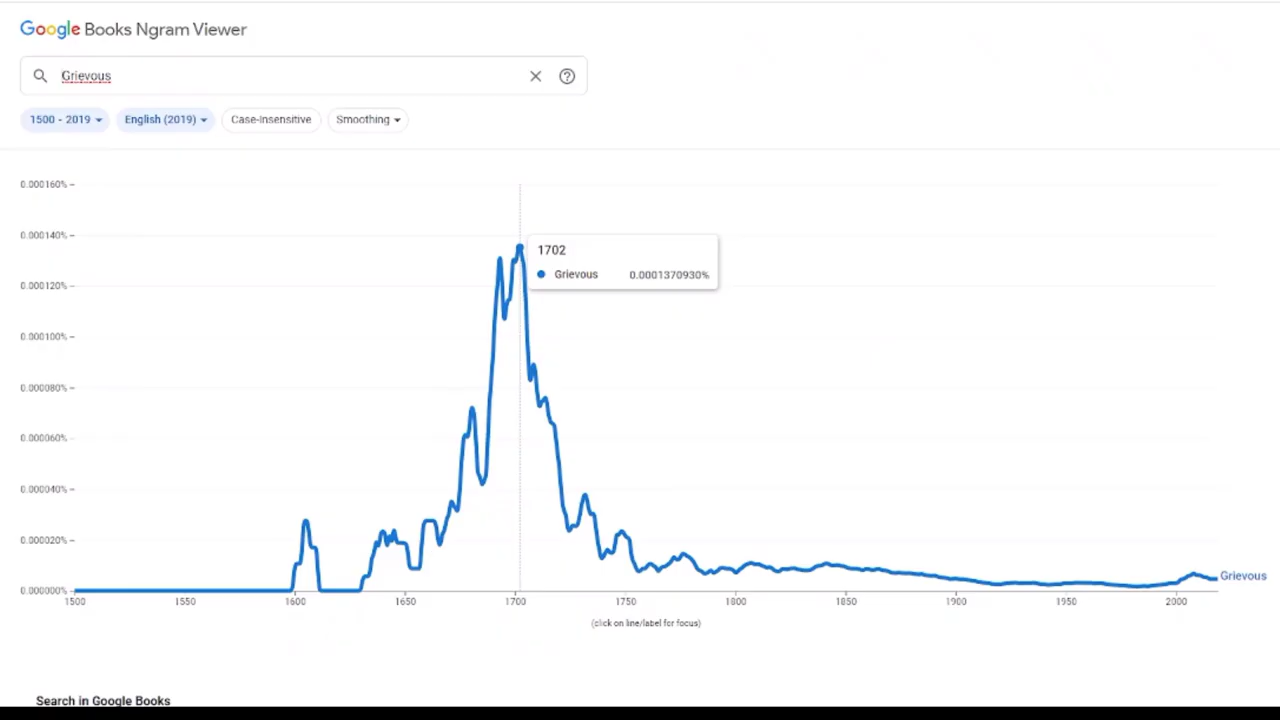 Google Books Ngram Viewer
Grievous
1500 - 2019
English (2019)
Case-Insensitive
Smoothing
0.000160%
0.000140%
0.000120%
0.000100%
0.000080%
0.000060%
0.000040%
0.000020%
0.000000%
1702
Grievous 0.0001370930%
Grievous
1500 1550 1600 1650 1700 1750 1800 1850 1900 1950 2000
(click on line/label for focus)
Search in Google Books